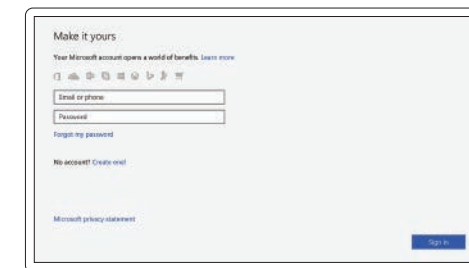 Make it yours
Your Microsoft account opens a world of benefits. Learn more
Email or phone
Password
Forgot my password
No account? Create one!
Microsoft privacy statement
Sign in